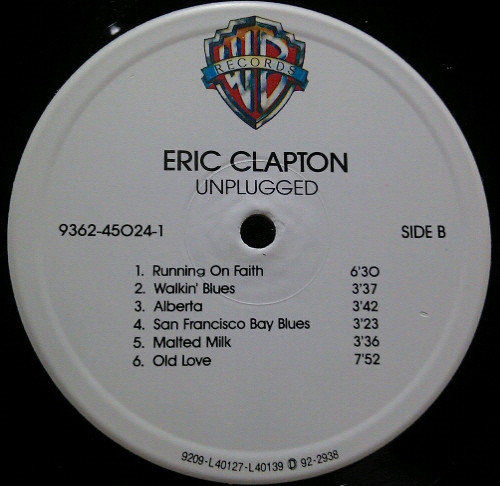 WB
RECORDS
ERIC CLAPTON
UNPLUGGED
9362-45024-1 SIDE B
1. Running On Faith 6'30
2. Walkin' Blues 3'37
3. Alberta 3'42
4. San Francisco Bay Blues 3'23
5. Malted Milk 3'36
6. Old Love 7'52
9209-L40127-L40139 Ⓓ 92-2938